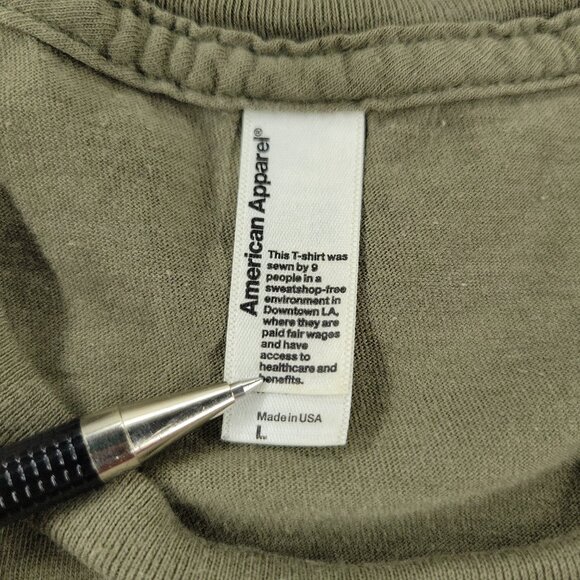 American Apparel®
This T-shirt was
sewn by 9
people in a
sweatshop-free
environment in
Downtown LA,
where they are
paid fair wages
and have
access to
healthcare and
benefits.
Made in USA
L